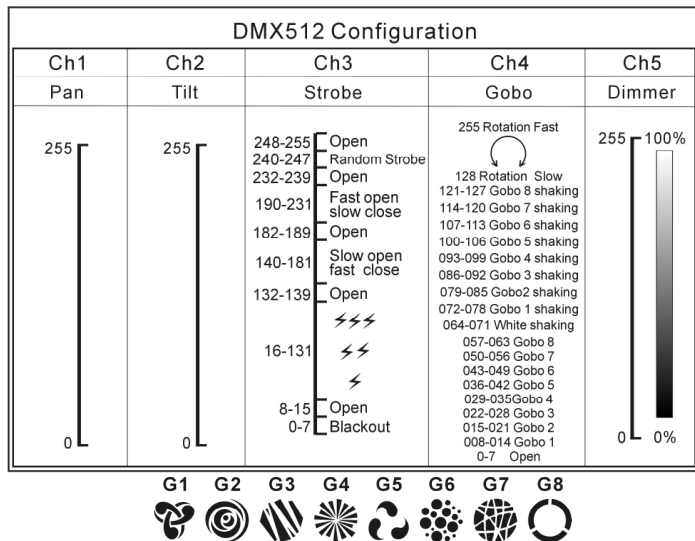 DMX512 Configuration
Ch1 Ch2 Ch3 Ch4 Ch5
Pan Tilt Strobe Gobo Dimmer
255
0
255
0
248-255 Open
240-247 Random Strobe
232-239 Open
190-231 Fast open
slow close
182-189 Open
140-181 Slow open
fast close
132-139 Open
16-131
8-15 Open
0-7 Blackout
255 Rotation Fast
128 Rotation Slow
121-127 Gobo 8 shaking
114-120 Gobo 7 shaking
107-113 Gobo 6 shaking
100-106 Gobo 5 shaking
093-099 Gobo 4 shaking
086-092 Gobo 3 shaking
079-085 Gobo2 shaking
072-078 Gobo 1 shaking
064-071 White shaking
057-063 Gobo 8
050-056 Gobo 7
043-049 Gobo 6
036-042 Gobo 5
029-035Gobo 4
022-028 Gobo 3
015-021 Gobo 2
008-014 Gobo 1
0-7 Open
255 100%
0 0%
G1 G2 G3 G4 G5 G6 G7 G8